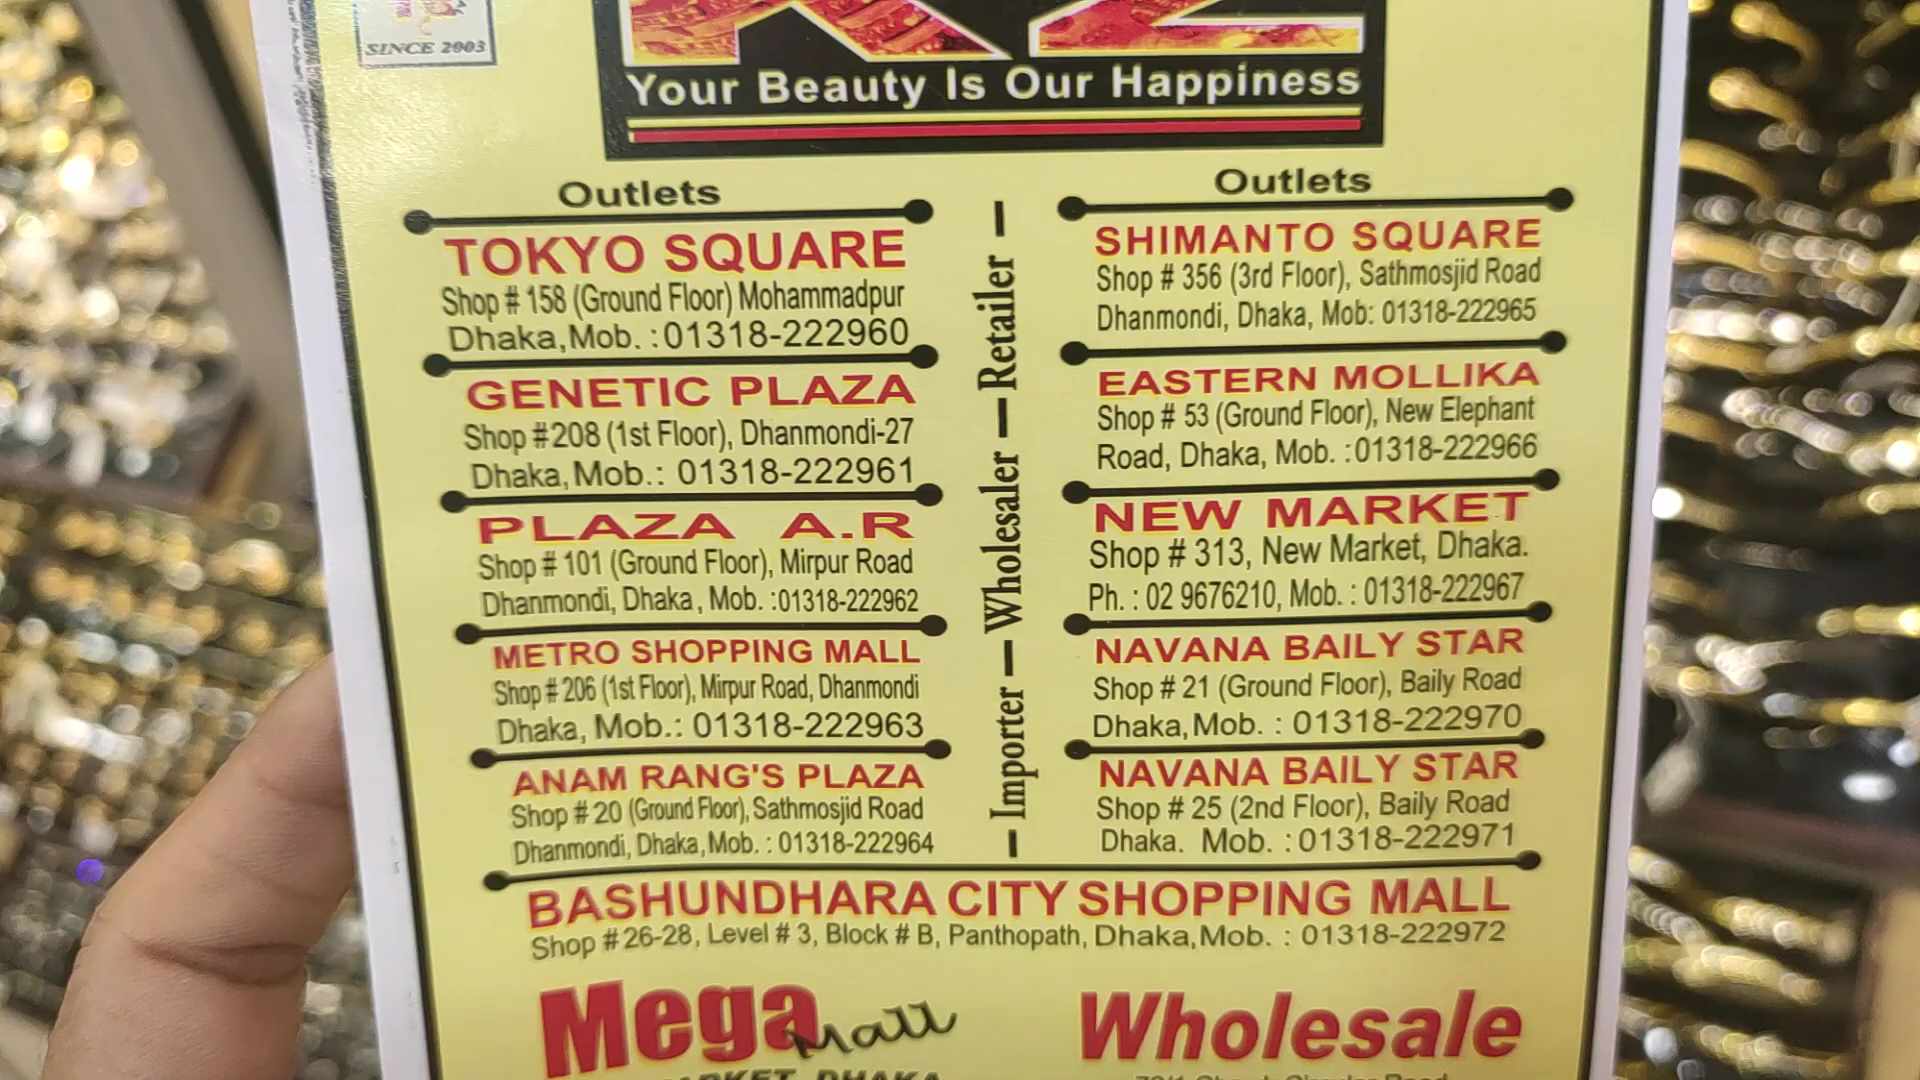 SINCE 2003
Your Beauty Is Our Happiness
Outlets
TOKYO SQUARE
Shop # 158 (Ground Floor) Mohammadpur
Dhaka, Mob. : 01318-222960
GENETIC PLAZA
Shop #208 (1st Floor), Dhanmondi-27
Dhaka, Mob.: 01318-222961
PLAZA A.R
Shop # 101 (Ground Floor), Mirpur Road
Dhanmondi, Dhaka, Mob. :01318-222962
METRO SHOPPING MALL
Shop # 206 (1st Floor), Mirpur Road, Dhanmondi
Dhaka, Mob.: 01318-222963
ANAM RANG'S PLAZA
Shop # 20 (Ground Floor), Sathmosjid Road
Dhanmondi, Dhaka, Mob. : 01318-222964
– Importer – Wholesaler – Retailer –
Outlets
SHIMANTO SQUARE
Shop # 356 (3rd Floor), Sathmosjid Road
Dhanmondi, Dhaka, Mob: 01318-222965
EASTERN MOLLIKA
Shop # 53 (Ground Floor), New Elephant
Road, Dhaka, Mob. :01318-222966
NEW MARKET
Shop # 313, New Market, Dhaka.
Ph. : 02 9676210, Mob. : 01318-222967
NAVANA BAILY STAR
Shop # 21 (Ground Floor), Baily Road
Dhaka, Mob. : 01318-222970
NAVANA BAILY STAR
Shop # 25 (2nd Floor), Baily Road
Dhaka. Mob. :01318-222971
BASHUNDHARA CITY SHOPPING MALL
Shop # 26-28, Level # 3, Block # B, Panthopath, Dhaka, Mob. : 01318-222972
Mega Mall
Wholesale